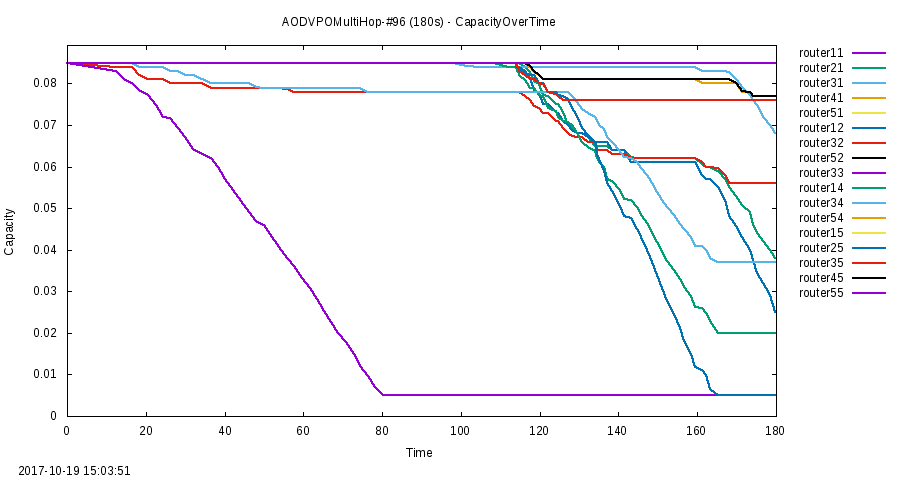 AODVPOMultiHop-#96 (180s) - CapacityOverTime
Capacity
0.08
0.07
0.06
0.05
0.04
0.03
0.02
0.01
0
0 20 40 60 80 100 120 140 160 180
Time
router11
router21
router31
router41
router51
router12
router32
router52
router33
router14
router34
router54
router15
router25
router35
router45
router55
2017-10-19 15:03:51